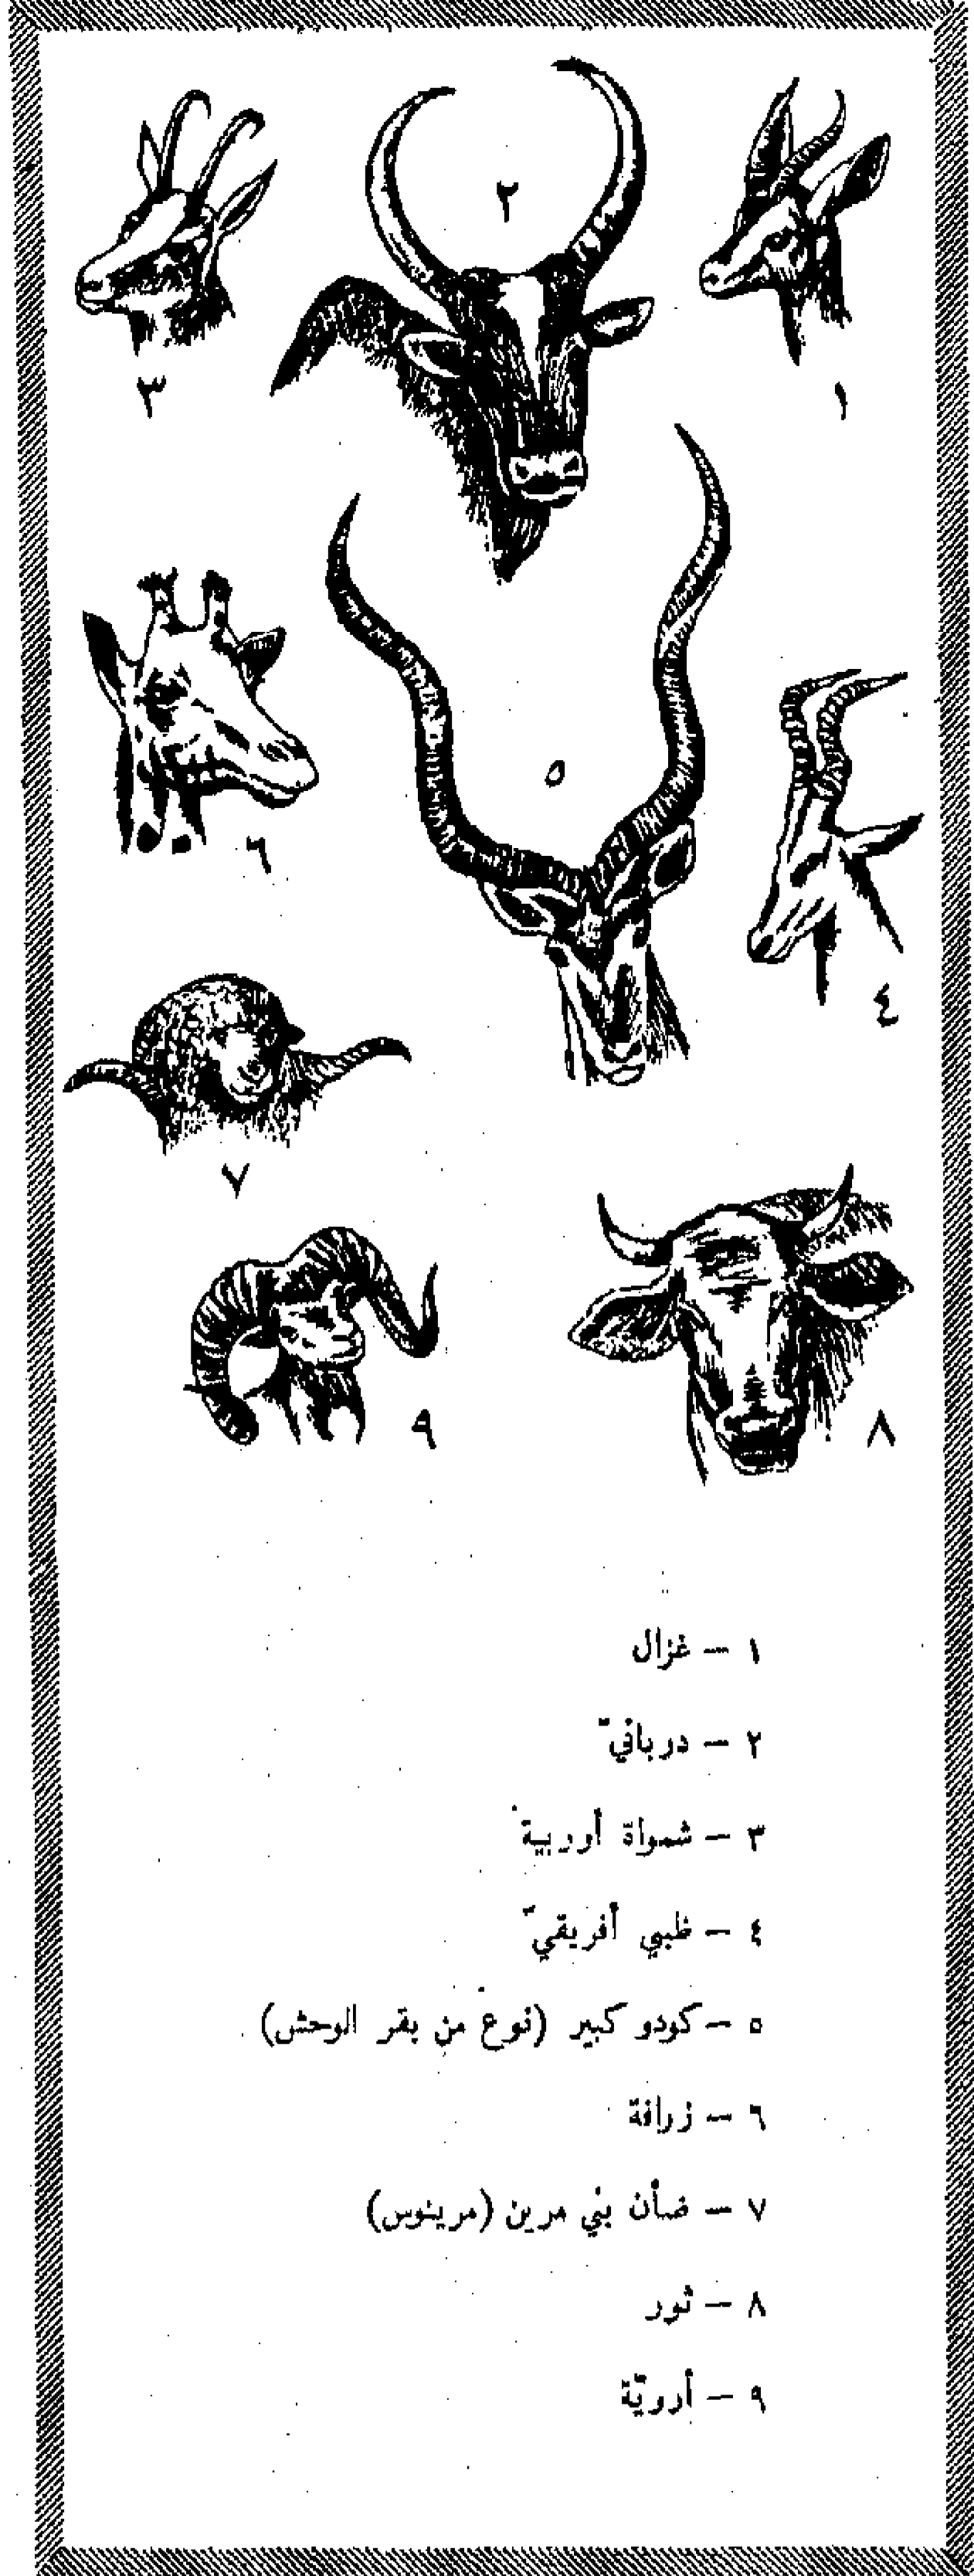 ٣
٢
١
٦
٥
٤
٧
٩
٨
١ – غزال
٢ – دربانيّ
٣ – شمواة أوربية
٤ – ظبي أفريقيّ
٥ – كودو كبير (نوع من بقر الوحش)
٦ – زرافة
٧ – ضأن بني مرين (مرينوس)
٨ – ثور
٩ – أرويّة